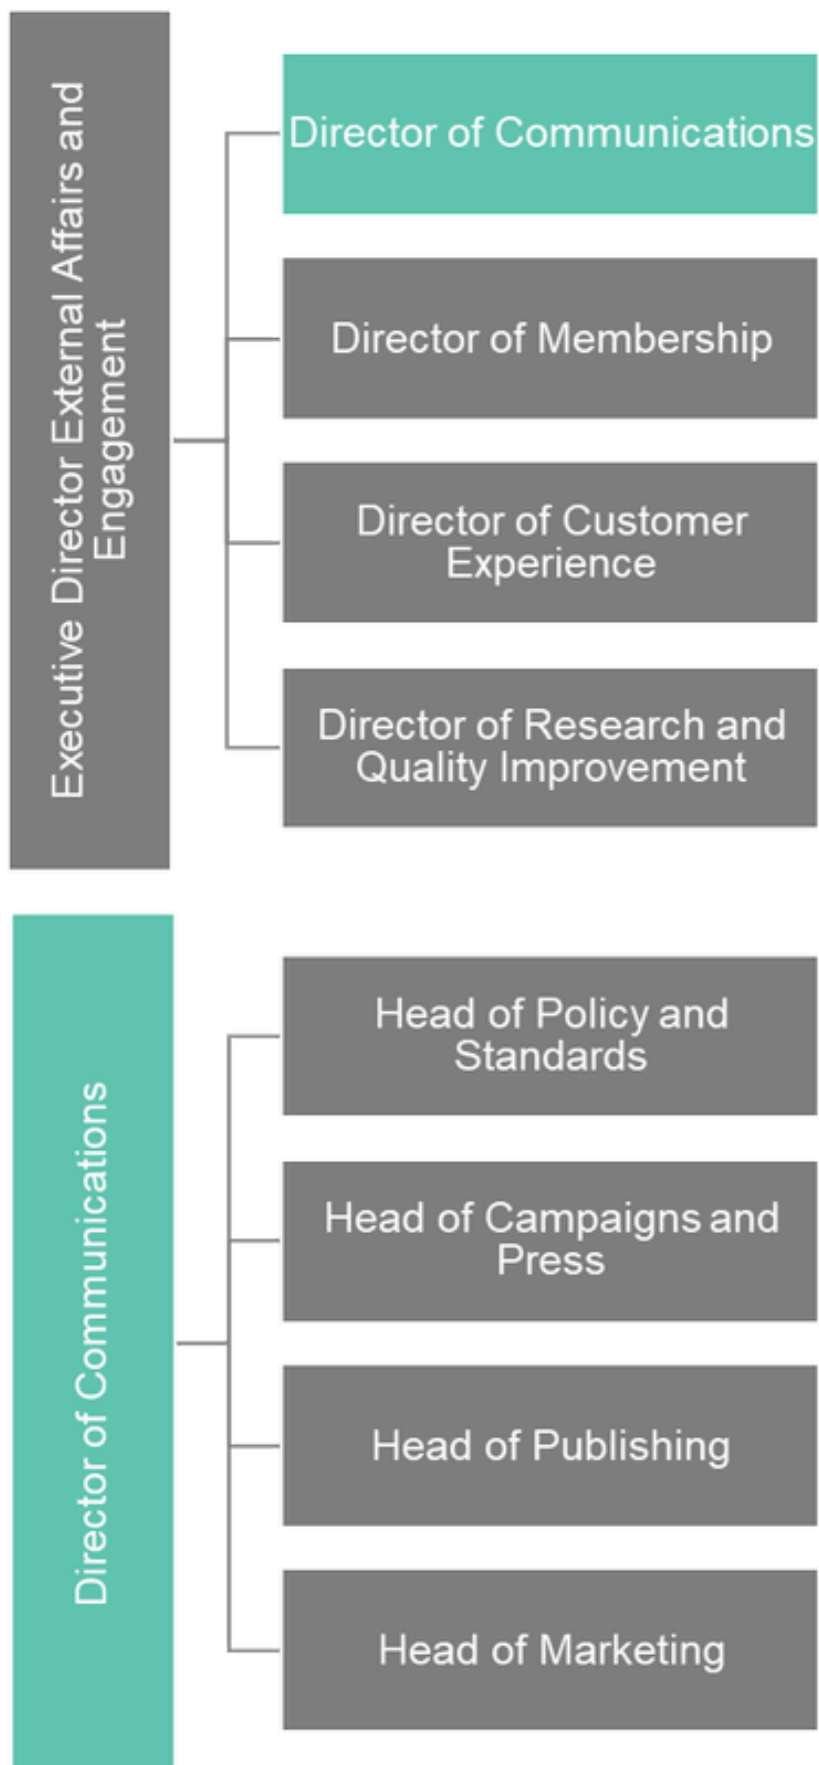 Executive Director External Affairs and
Engagement
Director of Communications
Director of Membership
Director of Customer
Experience
Director of Research and
Quality Improvement
Director of Communications
Head of Policy and
Standards
Head of Campaigns and
Press
Head of Publishing
Head of Marketing